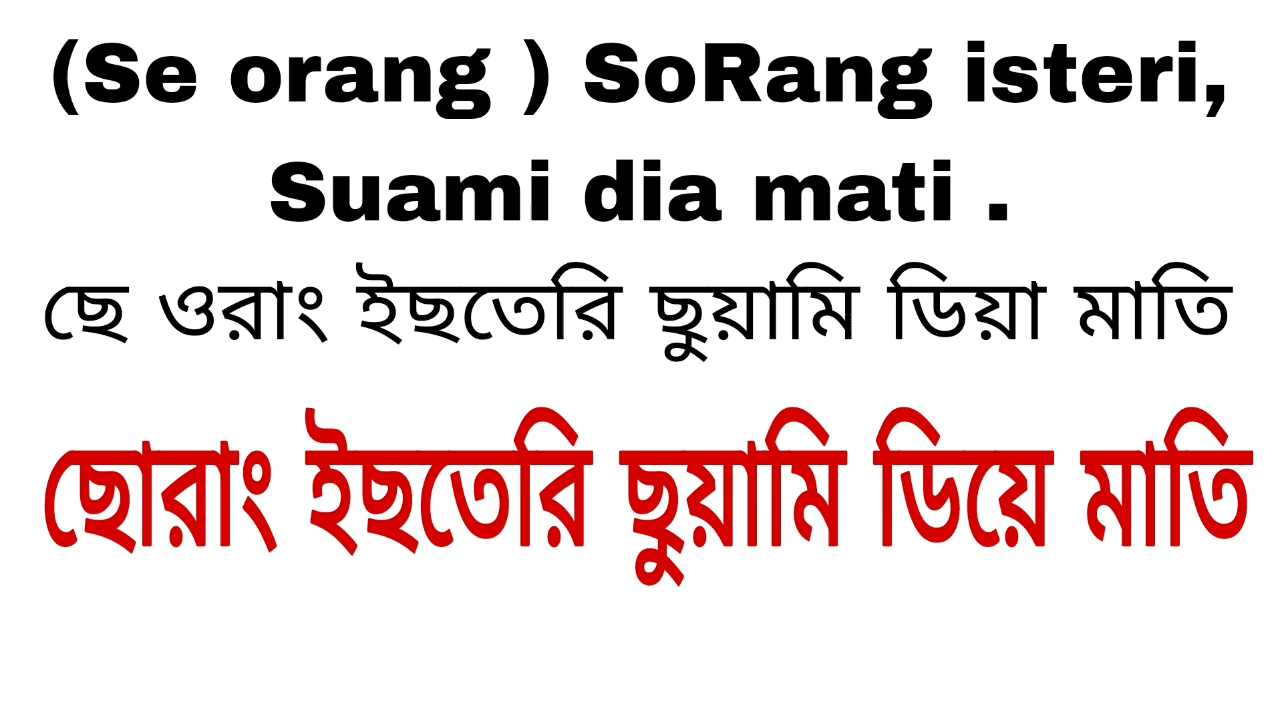 (Se orang ) SoRang isteri,
Suami dia mati .
ছে ওরাং ইছতেরি ছুয়ামি ডিয়া মাতি
ছোরাং ইছতেরি ছুয়ামি ডিয়ে মাতি